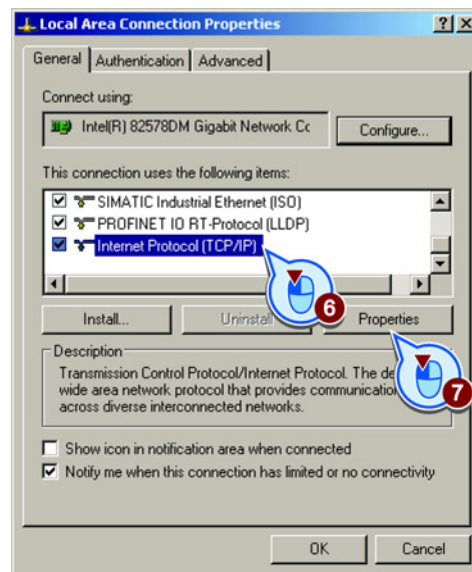 Local Area Connection Properties
General Authentication Advanced
Connect using:
Intel(R) 82578DM Gigabit Network Cc
Configure...
This connection uses the following items:
SIMATIC Industrial Ethernet (ISO)
PROFINET IO RT-Protocol (LLDP)
Internet Protocol (TCP/IP)
6
Install... Uninstall Properties
7
Description
Transmission Control Protocol/Internet Protocol. The de
wide area network protocol that provides communication
across diverse interconnected networks.
Show icon in notification area when connected
Notify me when this connection has limited or no connectivity
OK Cancel